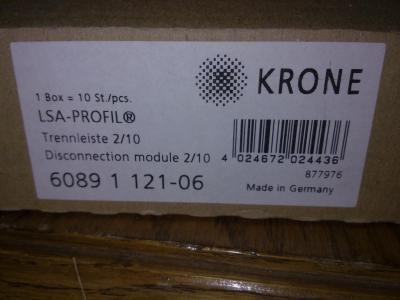 KRONE
1 Box = 10 St./pcs.
LSA-PROFIL®
Trennleiste 2/10
Disconnection module 2/10
6089 1 121-06
4 024672 024436
877976
Made in Germany